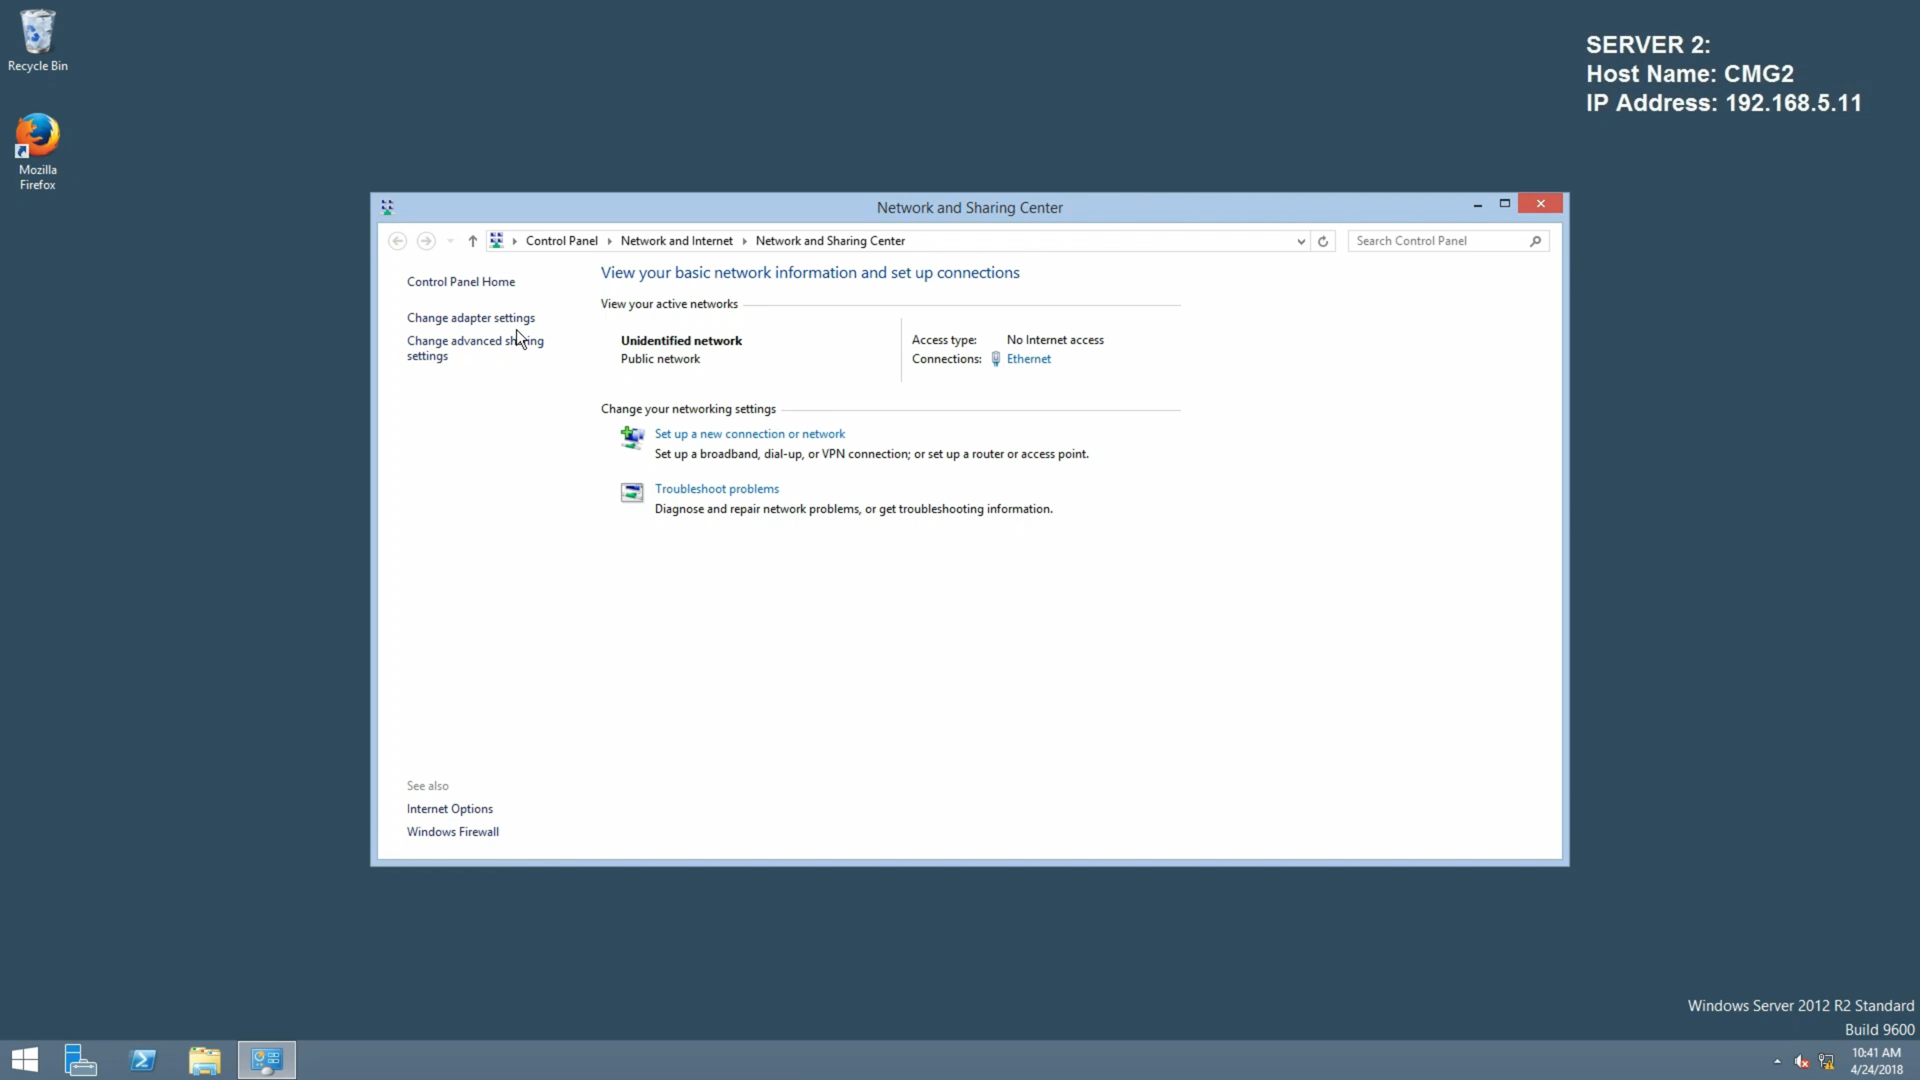 Recycle Bin
Mozilla
Firefox
SERVER 2:
Host Name: CMG2
IP Address: 192.168.5.11
Network and Sharing Center
Control Panel Network and Internet Network and Sharing Center
Search Control Panel
Control Panel Home
Change adapter settings
Change advanced sharing
settings
View your basic network information and set up connections
View your active networks
Unidentified network
Public network
Access type: No Internet access
Connections: Ethernet
Change your networking settings
Set up a new connection or network
Set up a broadband, dial-up, or VPN connection; or set up a router or access point.
Troubleshoot problems
Diagnose and repair network problems, or get troubleshooting information.
See also
Internet Options
Windows Firewall
Windows Server 2012 R2 Standard
Build 9600
10:41 AM
4/24/2018